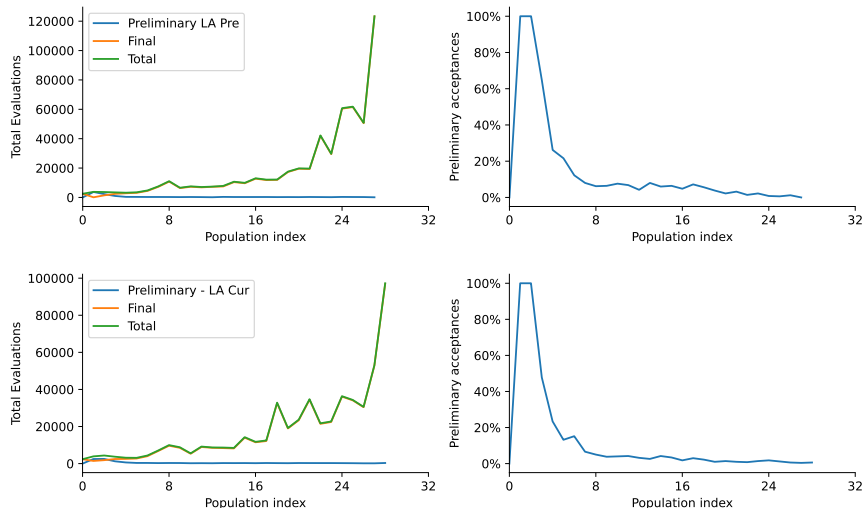 Total Evaluations
120000
100000
80000
60000
40000
20000
0
Preliminary LA Pre
Final
Total
0 8 16 24 32
Population index
Preliminary acceptances
100%
80%
60%
40%
20%
0%
0 8 16 24 32
Population index
Total Evaluations
100000
80000
60000
40000
20000
0
Preliminary - LA Cur
Final
Total
0 8 16 24 32
Population index
Preliminary acceptances
100%
80%
60%
40%
20%
0%
0 8 16 24 32
Population index